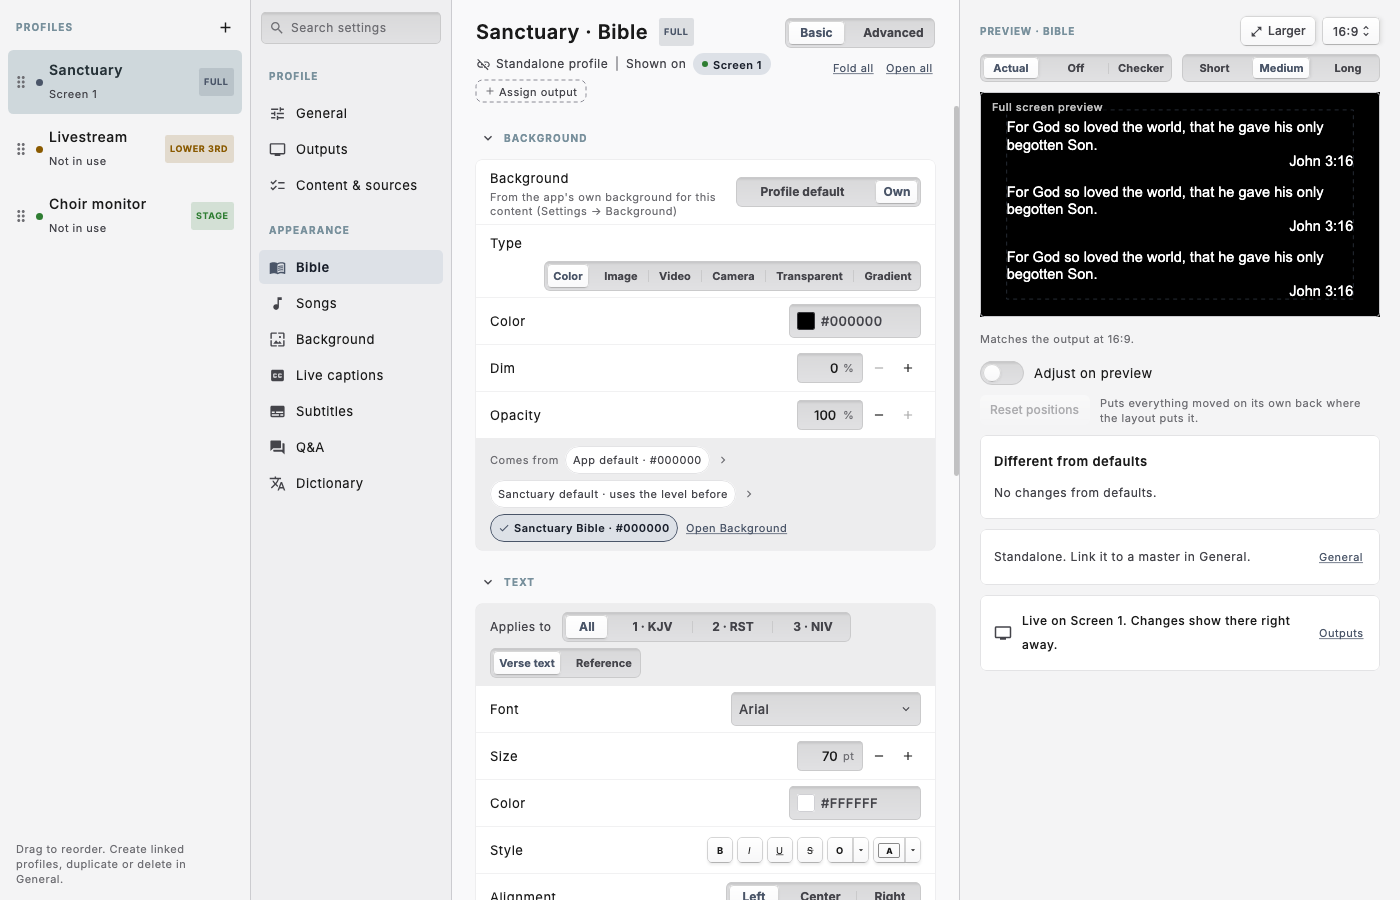 PROFILES
Sanctuary
Screen 1
FULL
Livestream
Not in use
LOWER 3RD
Choir monitor
Not in use
STAGE
Drag to reorder. Create linked
profiles, duplicate or delete in
General.
Search settings
PROFILE
General
Outputs
Content & sources
APPEARANCE
Bible
Songs
Background
Live captions
Subtitles
Q&A
Dictionary
Sanctuary · Bible FULL
Basic Advanced
Standalone profile | Shown on Screen 1
Fold all Open all
+ Assign output
BACKGROUND
Background
From the app's own background for this
content (Settings → Background)
Profile default Own
Type
Color Image Video Camera Transparent Gradient
Color #000000
Dim 0 % − +
Opacity 100 % − +
Comes from App default · #000000 >
Sanctuary default · uses the level before >
✓ Sanctuary Bible · #000000 Open Background
TEXT
Applies to All 1 · KJV 2 · RST 3 · NIV
Verse text Reference
Font Arial
Size 70 pt − +
Color #FFFFFF
Style B I U S O A
Alignment Left Center Right
PREVIEW · BIBLE
Larger 16:9
Actual Off Checker Short Medium Long
Full screen preview
For God so loved the world, that he gave his only
begotten Son.
John 3:16
For God so loved the world, that he gave his only
begotten Son.
John 3:16
For God so loved the world, that he gave his only
begotten Son.
John 3:16
Matches the output at 16:9.
Adjust on preview
Reset positions
Puts everything moved on its own back where
the layout puts it.
Different from defaults
No changes from defaults.
Standalone. Link it to a master in General. General
Live on Screen 1. Changes show there right
away.
Outputs